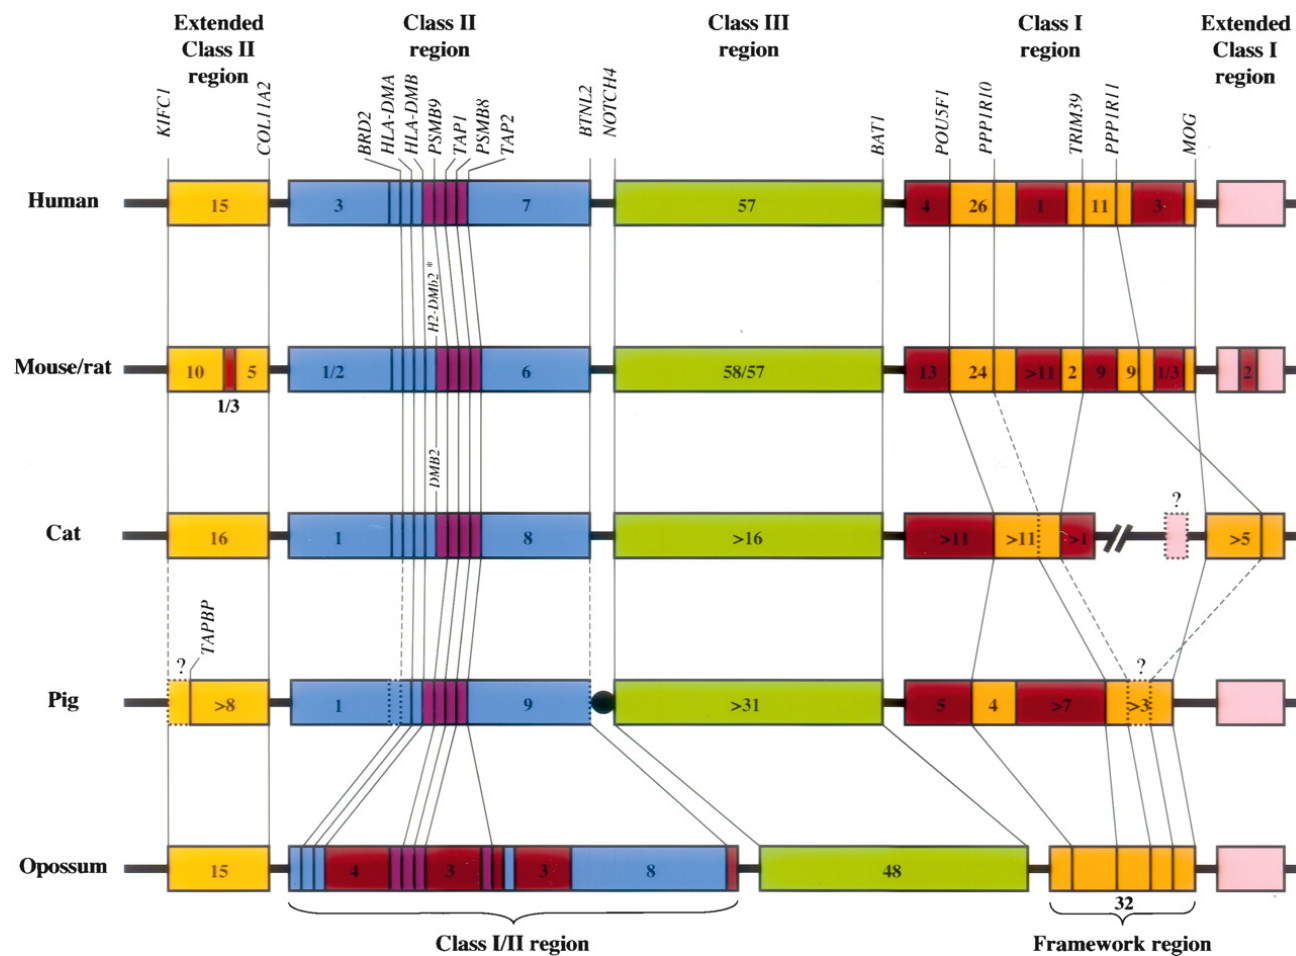 Extended Class II region
Class II region
Class III region
Class I region
Extended Class I region
KIFC1
COL11A2
BRD2
HLA-DMA
HLA-DMB
PSMB9
TAP1
PSMB8
TAP2
BTNL2
NOTCH4
BAT1
POU5F1
PPP1R10
TRIM39
PPP1R11
MOG
Human
15
3
7
57
4
26
1
11
3
H2-DMb2 *
Mouse/rat
10
5
1/3
1/2
6
58/57
13
24
>11
2
9
9
1/3
2
DMB2
Cat
16
1
8
>16
>11
>11
>1
?
>5
Pig
?
TAPBP
>8
1
9
>31
5
4
>7
?
>3
Opossum
15
4
3
3
8
48
32
Class I/II region
Framework region